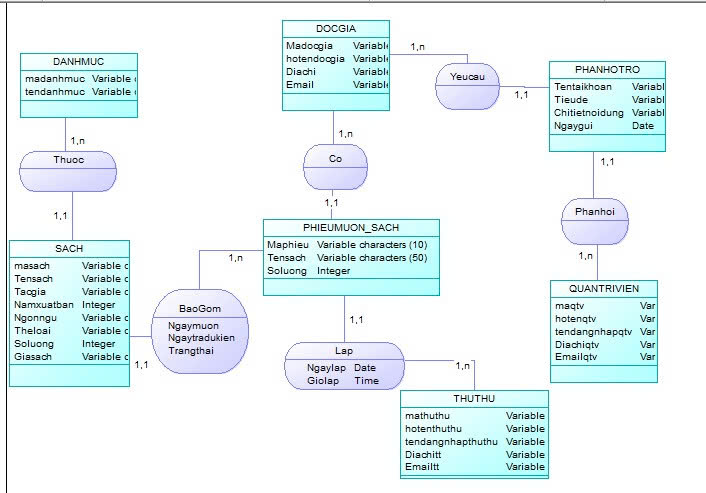 DOCGIA
Madocgia Variabl
hotendocgia Variabl
Diachi Variabl
Email Variabl
1,n
Yeucau
1,1
PHANHOTRO
Tentaikhoan Variabl
Tieude Variabl
Chitietnoidung Variabl
Ngaygui Date
DANHMUC
madanhmuc Variable c
tendanhmuc Variable c
1,n
Thuoc
1,1
1,n
Co
1,1
1,1
Phanhoi
1,n
SACH
masach Variable c
Tensach Variable c
Tacgia Variable c
Namxuatban Integer
Ngonngu Variable c
Theloai Variable c
Soluong Integer
Giasach Variable c
PHIEUMUON_SACH
Maphieu Variable characters (10)
Tensach Variable characters (50)
Soluong Integer
1,n
BaoGom
Ngaymuon
Ngaytradukien
Trangthai
1,1
QUANTRIVIEN
maqtv Var
hotenqtv Var
tendangnhapqtv Var
Diachiqtv Var
Emailqtv Var
1,1
Lap
Ngaylap Date
Giolap Time
1,n
THUTHU
mathuthu Variable
hotenthuthu Variable
tendangnhapthuthu Variable
Diachitt Variable
Emailtt Variable